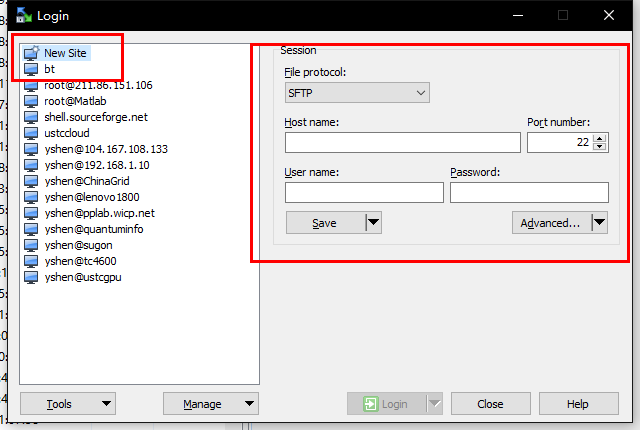 Login
New Site
bt
root@211.86.151.106
root@Matlab
shell.sourceforge.net
ustccloud
yshen@104.167.108.133
yshen@192.168.1.10
yshen@ChinaGrid
yshen@lenovo1800
yshen@pplab.wicp.net
yshen@quantuminfo
yshen@sugon
yshen@tc4600
yshen@ustcgpu
Session
File protocol:
SFTP
Host name: Port number:
22
User name: Password:
Save Advanced...
Tools Manage Login Close Help